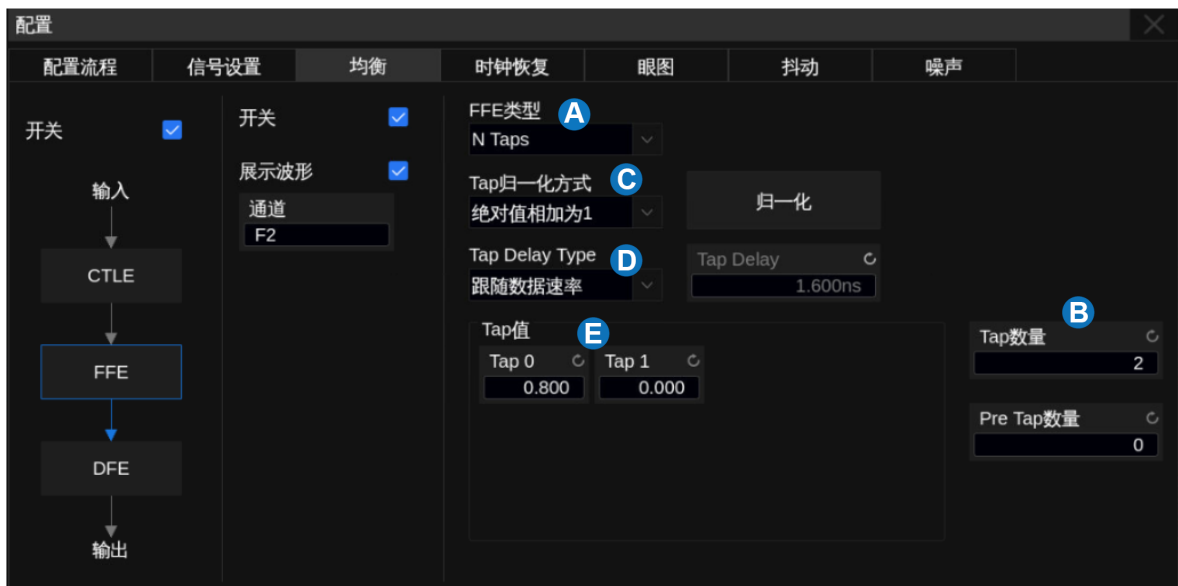 配置
配置流程 信号设置 均衡 时钟恢复 眼图 抖动 噪声
开关
输入
CTLE
FFE
DFE
输出
开关
展示波形
通道
F2
FFE类型 A
N Taps
Tap归一化方式 C
绝对值相加为1
归一化
Tap Delay Type D
跟随数据速率
Tap Delay
1.600ns
Tap值 E
Tap 0 Tap 1
0.800 0.000
B
Tap数量
2
Pre Tap数量
0